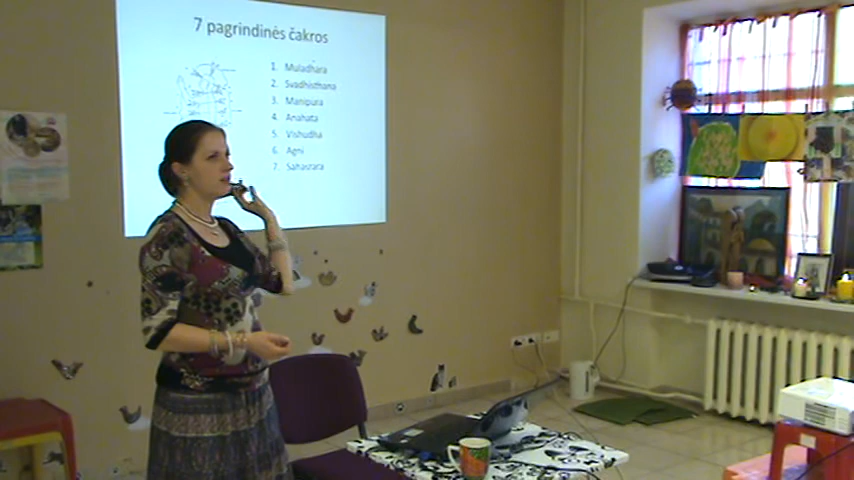 7 pagrindinės čakros
1. Muladhara
2. Svadhisthana
3. Manipura
4. Anahata
5. Vishudha
6. Agni
7. Sahasrara